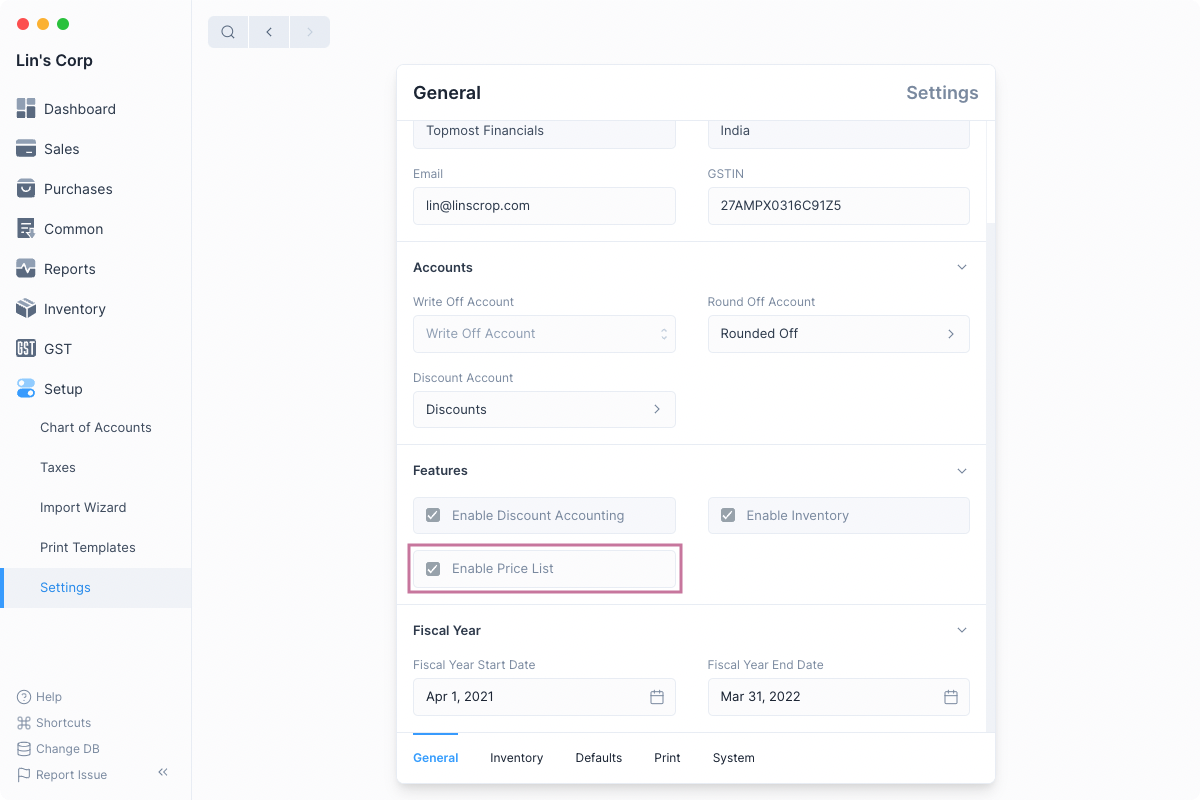 Lin's Corp
Dashboard
Sales
Purchases
Common
Reports
Inventory
GST GST
Setup
Chart of Accounts
Taxes
Import Wizard
Print Templates
Settings
Help
Shortcuts
Change DB
Report Issue
General Settings
Topmost Financials India
Email GSTIN
lin@linscrop.com 27AMPX0316C91Z5
Accounts
Write Off Account Round Off Account
Write Off Account Rounded Off
Discount Account
Discounts
Features
Enable Discount Accounting Enable Inventory
Enable Price List
Fiscal Year
Fiscal Year Start Date Fiscal Year End Date
Apr 1, 2021 Mar 31, 2022
General Inventory Defaults Print System